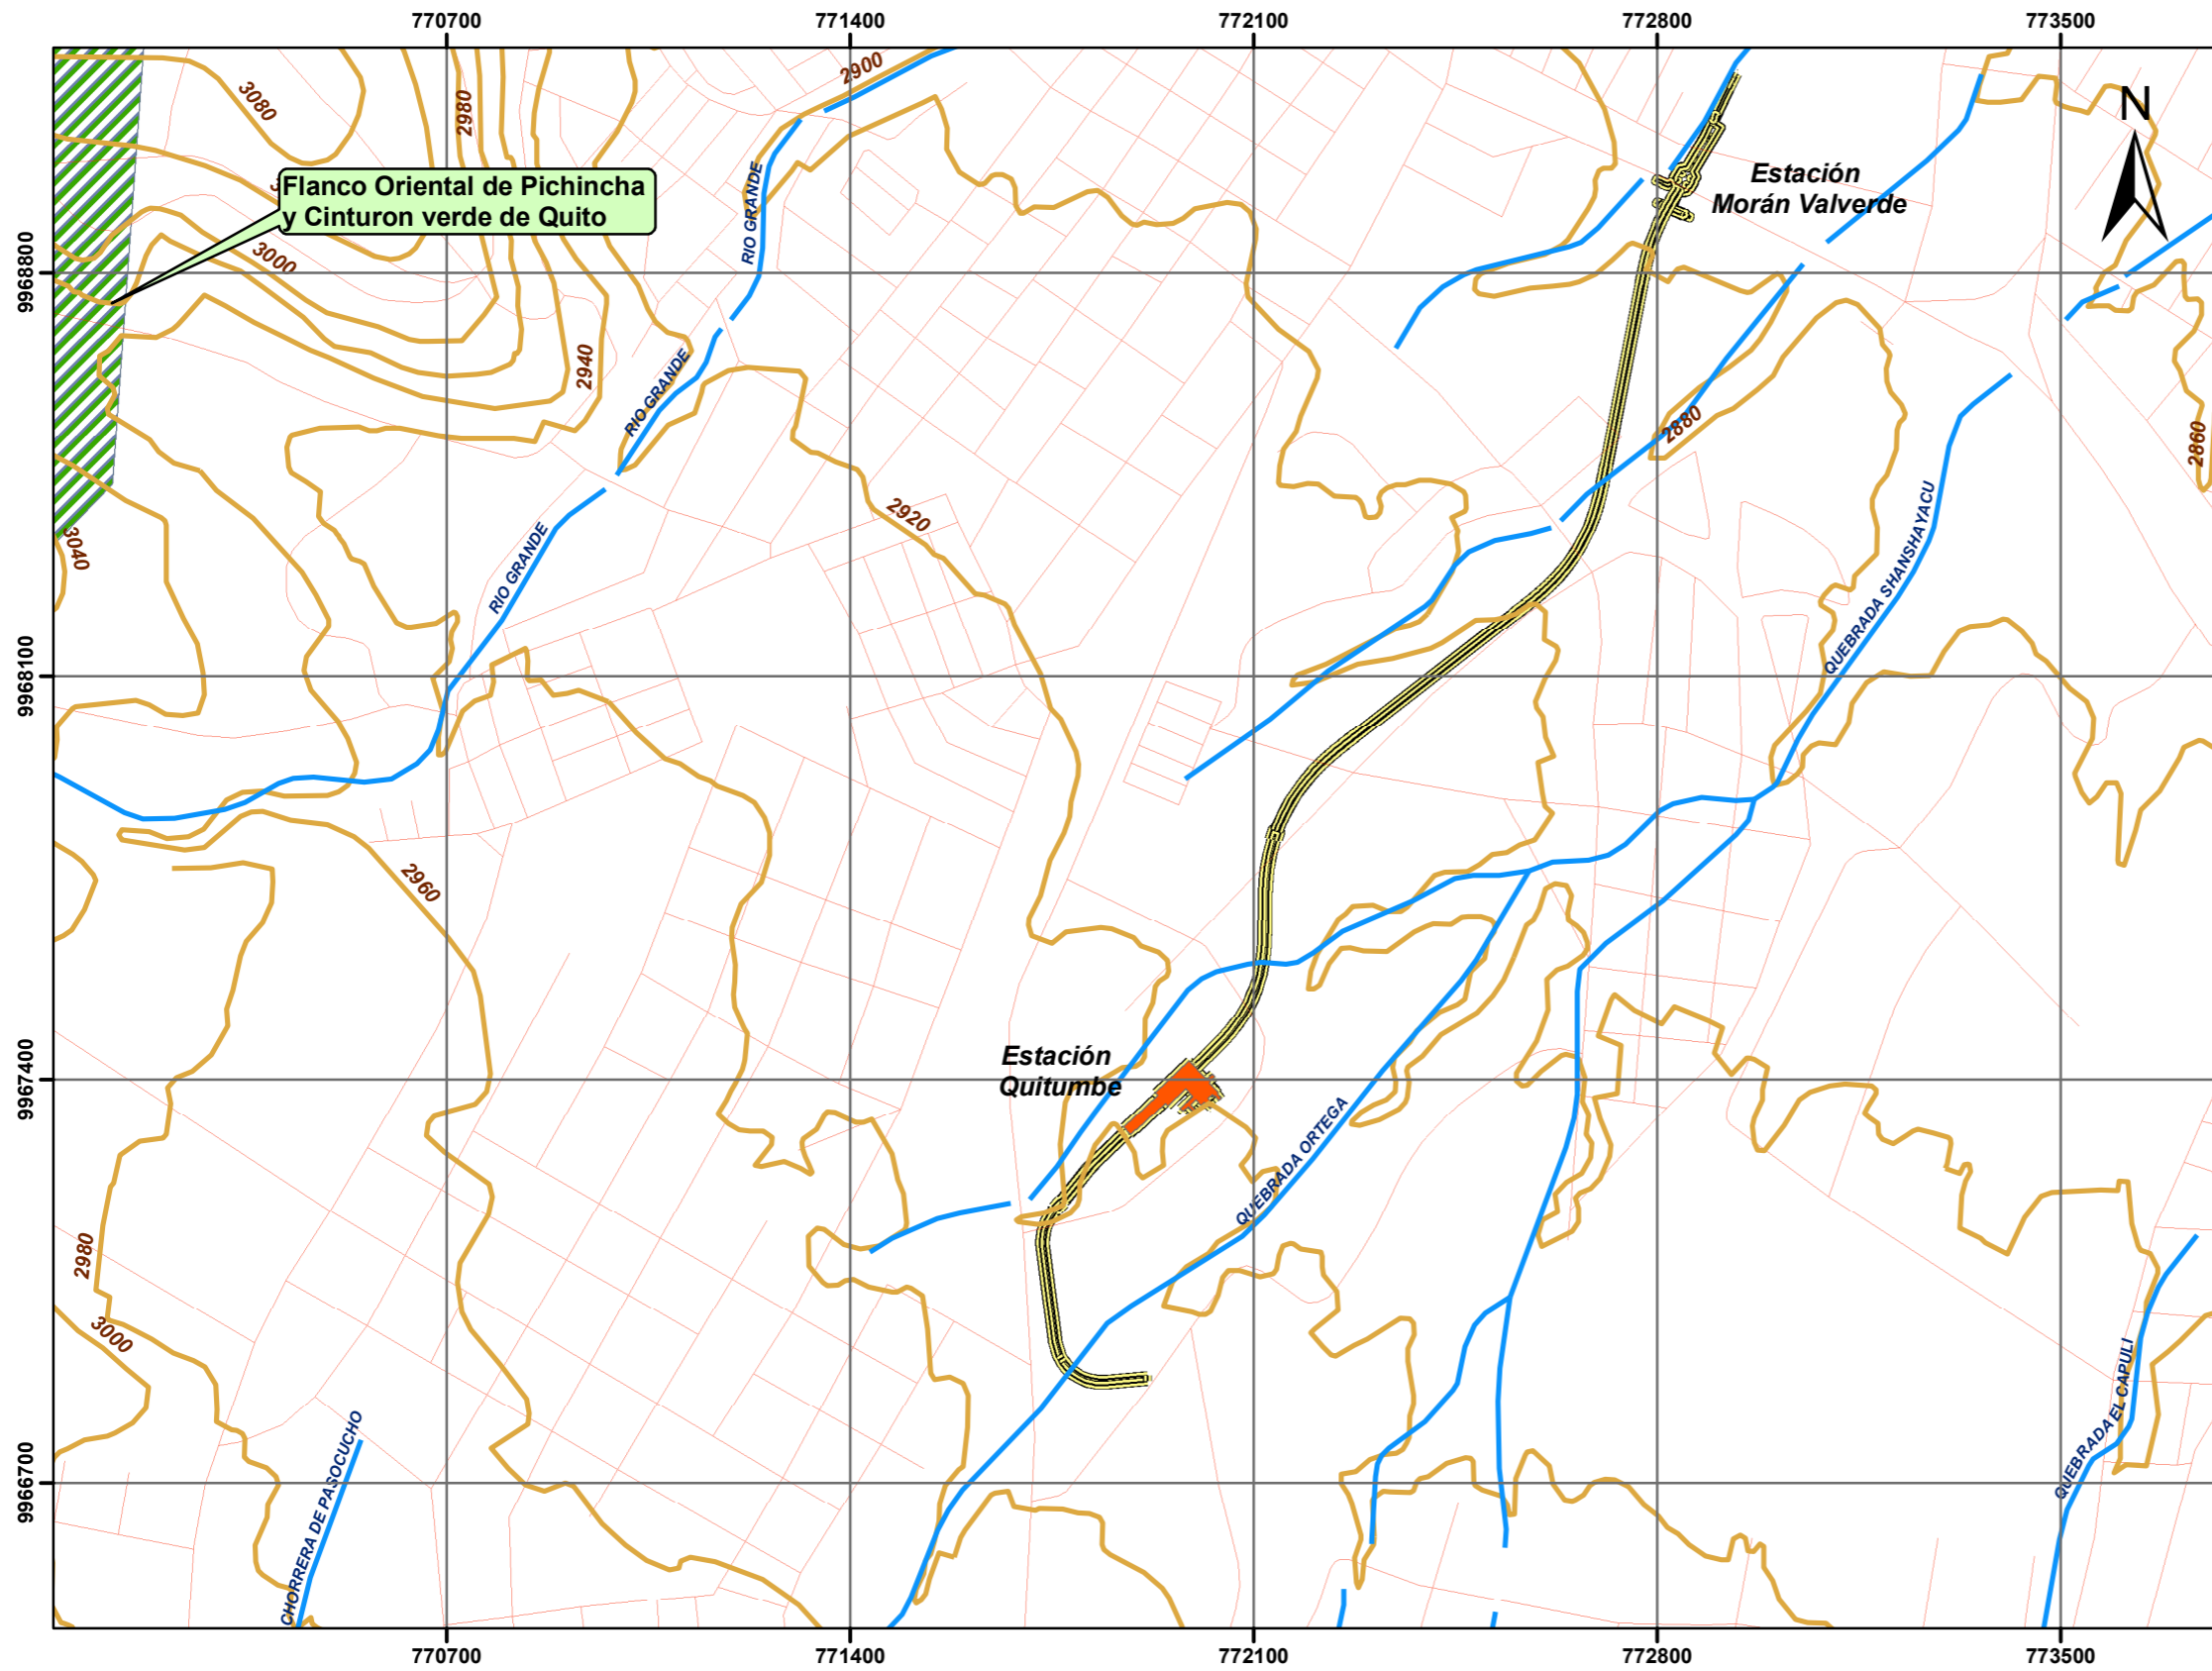 770700
771400
772100
772800
773500
2900
3080
2980
N
Estación
Morán Valverde
Flanco Oriental de Pichincha
y Cinturon verde de Quito
RIO GRANDE
3000
9968800
9968800
2940
RIO GRANDE
2880
2860
2920
QUEBRADA SHANSHAYACU
3040
RIO GRANDE
9968100
2960
Estación
Quitumbe
9967400
QUEBRADA ORTEGA
2980
3000
QUEBRADA EL CAPULI
CHORRERA DE PASOCUCHO
9966700
770700
771400
772100
772800
773500